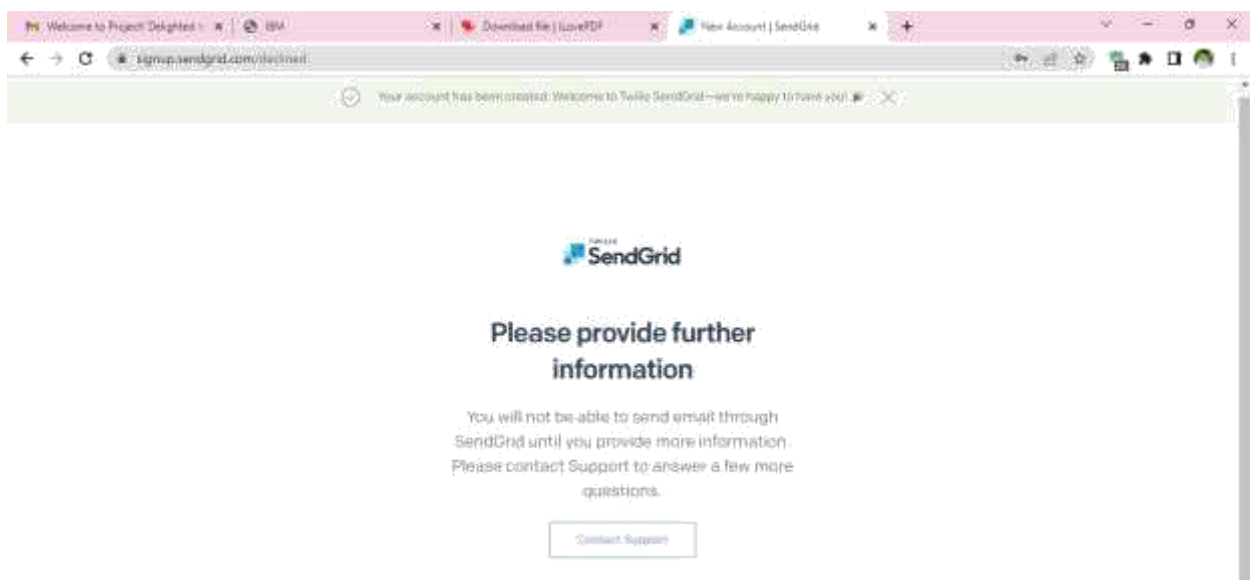 Welcome to Project Delighted
IBM
Download file | iLovePDF
New Account | SendGrid
signup.sendgrid.com/declined
Your account has been created. Welcome to Twilio SendGrid—we're happy to have you!
SendGrid
Please provide further
information
You will not be able to send email through
SendGrid until you provide more information.
Please contact Support to answer a few more
questions.
Contact Support